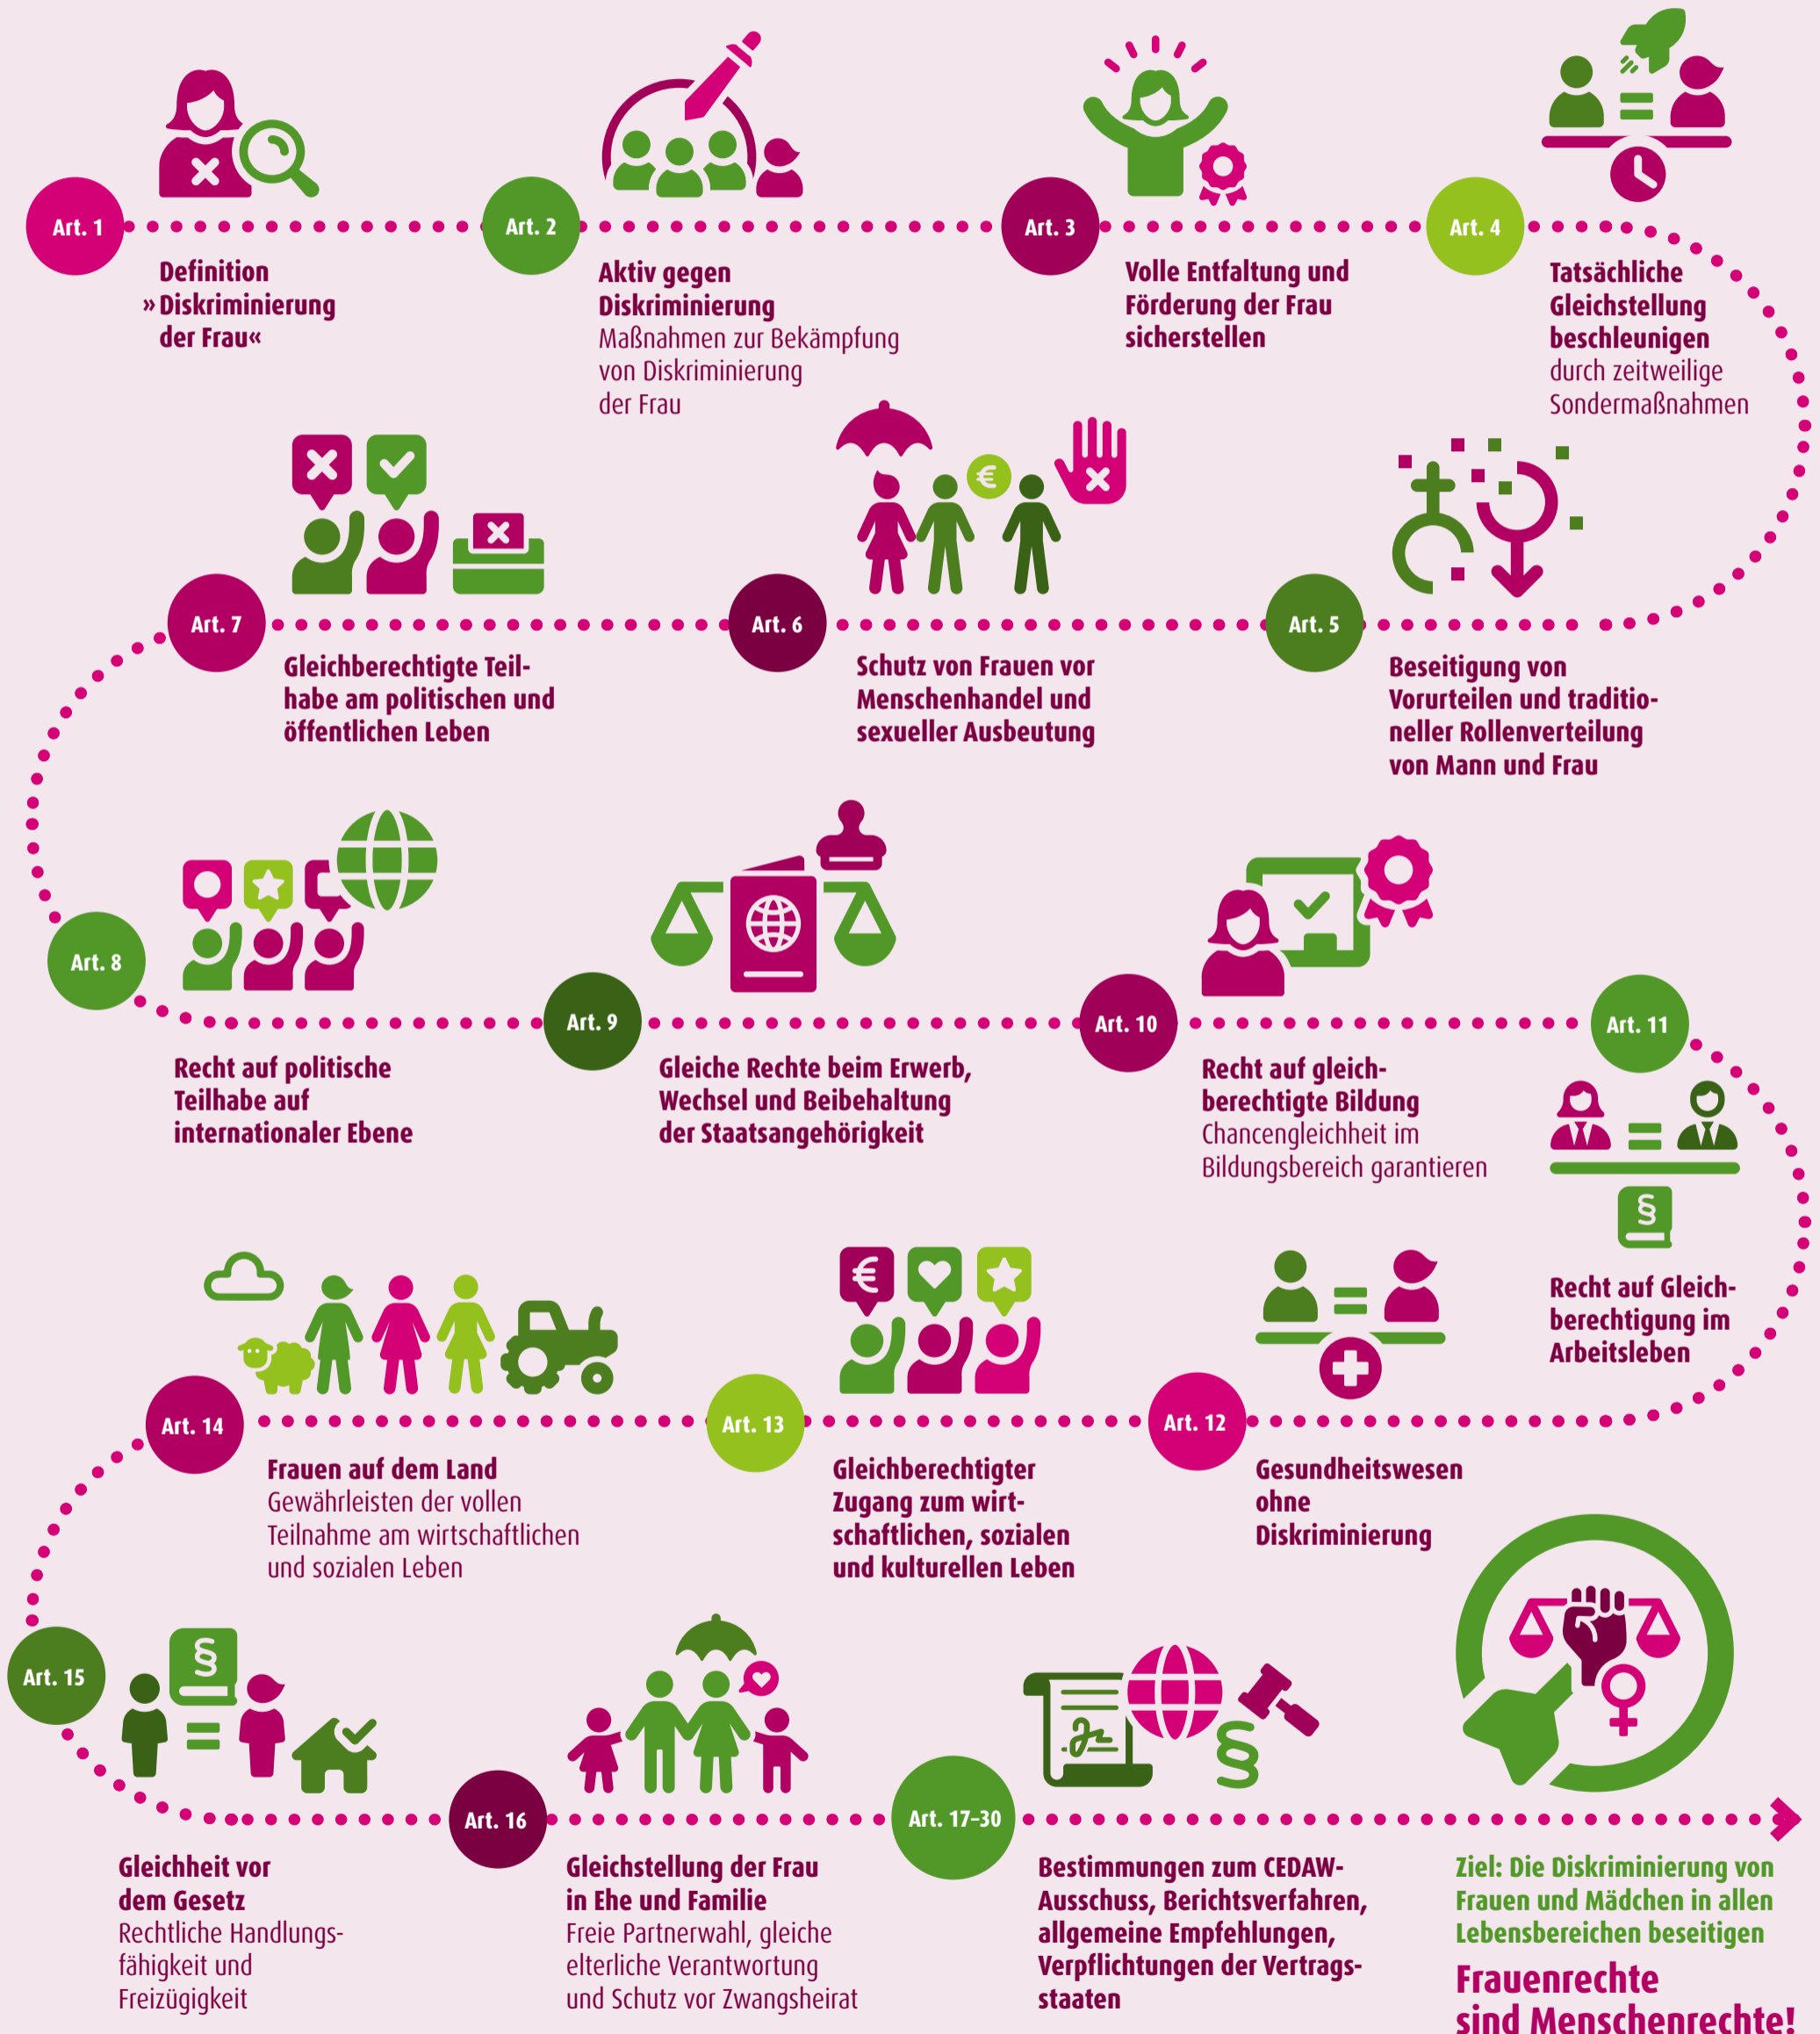 Art. 1
Definition
»Diskriminierung
der Frau«
Art. 2
Aktiv gegen
Diskriminierung
Maßnahmen zur Bekämpfung
von Diskriminierung
der Frau
Art. 3
Volle Entfaltung und
Förderung der Frau
sicherstellen
Art. 4
Tatsächliche
Gleichstellung
beschleunigen
durch zeitweilige
Sondermaßnahmen
Art. 5
Beseitigung von
Vorurteilen und traditio-
neller Rollenverteilung
von Mann und Frau
€
Art. 6
Schutz von Frauen vor
Menschenhandel und
sexueller Ausbeutung
Art. 7
Gleichberechtigte Teil-
habe am politischen und
öffentlichen Leben
Art. 8
Recht auf politische
Teilhabe auf
internationaler Ebene
Art. 9
Gleiche Rechte beim Erwerb,
Wechsel und Beibehaltung
der Staatsangehörigkeit
Art. 10
Recht auf gleich-
berechtigte Bildung
Chancengleichheit im
Bildungsbereich garantieren
Art. 11
§
Recht auf Gleich-
berechtigung im
Arbeitsleben
Art. 12
Gesundheitswesen
ohne
Diskriminierung
€
Art. 13
Gleichberechtigter
Zugang zum wirt-
schaftlichen, sozialen
und kulturellen Leben
Art. 14
Frauen auf dem Land
Gewährleisten der vollen
Teilnahme am wirtschaftlichen
und sozialen Leben
Art. 15
§
Gleichheit vor
dem Gesetz
Rechtliche Handlungs-
fähigkeit und
Freizügigkeit
Art. 16
Gleichstellung der Frau
in Ehe und Familie
Freie Partnerwahl, gleiche
elterliche Verantwortung
und Schutz vor Zwangsheirat
Art. 17–30
§
Bestimmungen zum CEDAW-
Ausschuss, Berichtsverfahren,
allgemeine Empfehlungen,
Verpflichtungen der Vertrags-
staaten
Ziel: Die Diskriminierung von
Frauen und Mädchen in allen
Lebensbereichen beseitigen
Frauenrechte
sind Menschenrechte!